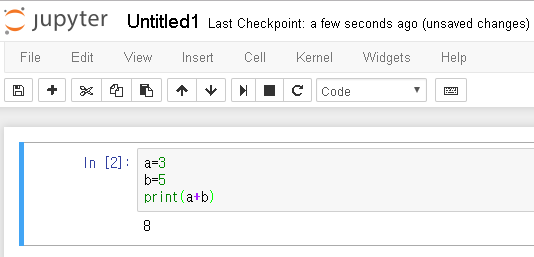 jupyter Untitled1 Last Checkpoint: a few seconds ago (unsaved changes)
File Edit View Insert Cell Kernel Widgets Help
Code
In [2]: a=3
b=5
print(a+b)
8